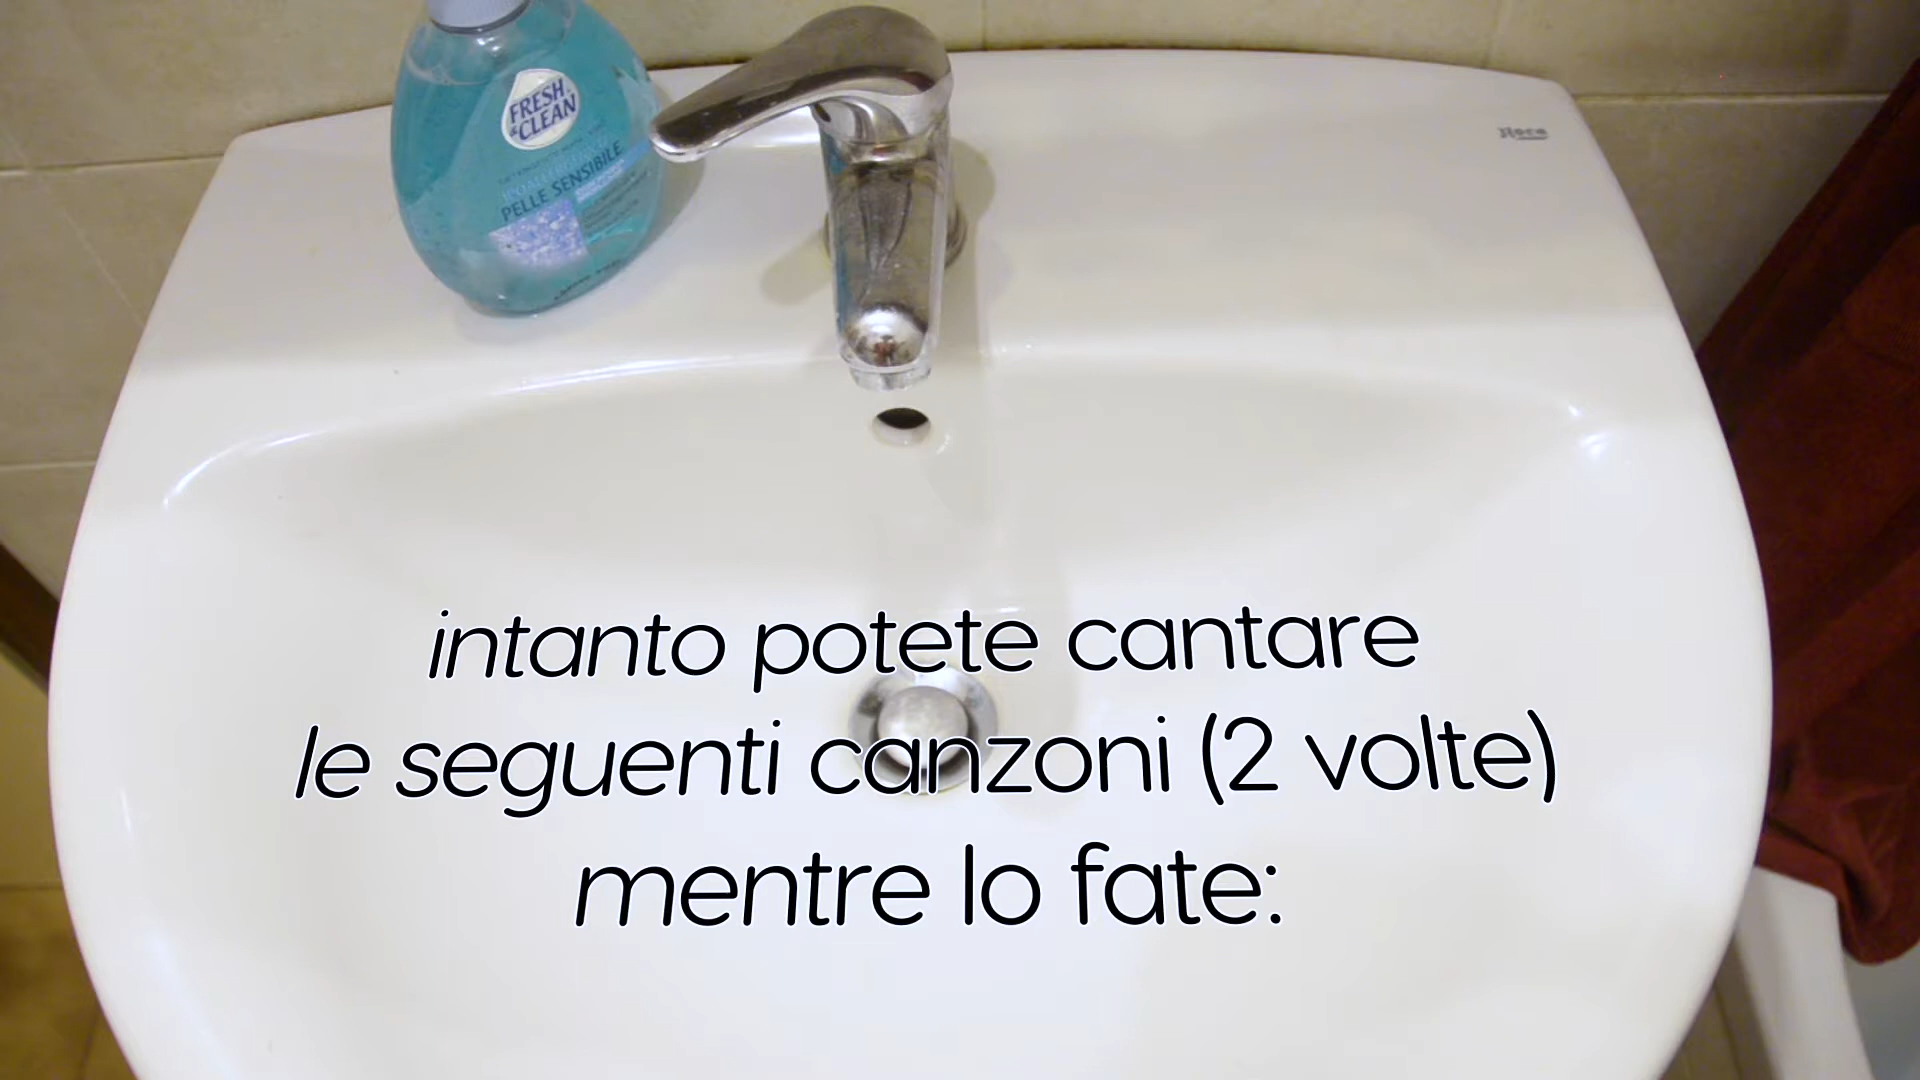 FRESH
&CLEAN
PELLE SENSIBILE
intanto potete cantare
le seguenti canzoni (2 volte)
mentre lo fate: